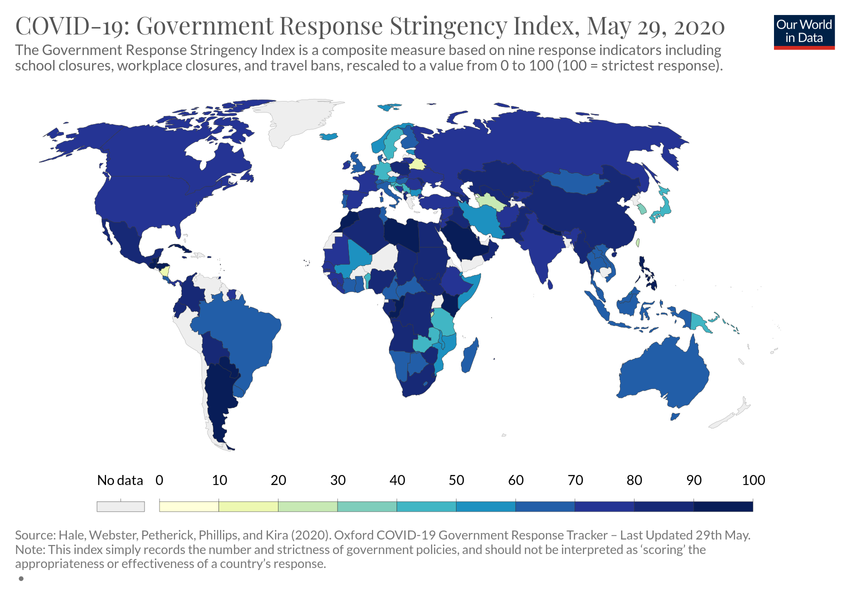 COVID-19: Government Response Stringency Index, May 29, 2020
Our World
in Data
The Government Response Stringency Index is a composite measure based on nine response indicators including
school closures, workplace closures, and travel bans, rescaled to a value from 0 to 100 (100 = strictest response).
No data 0 10 20 30 40 50 60 70 80 90 100
Source: Hale, Webster, Petherick, Phillips, and Kira (2020). Oxford COVID-19 Government Response Tracker – Last Updated 29th May.
Note: This index simply records the number and strictness of government policies, and should not be interpreted as ‘scoring’ the
appropriateness or effectiveness of a country’s response.